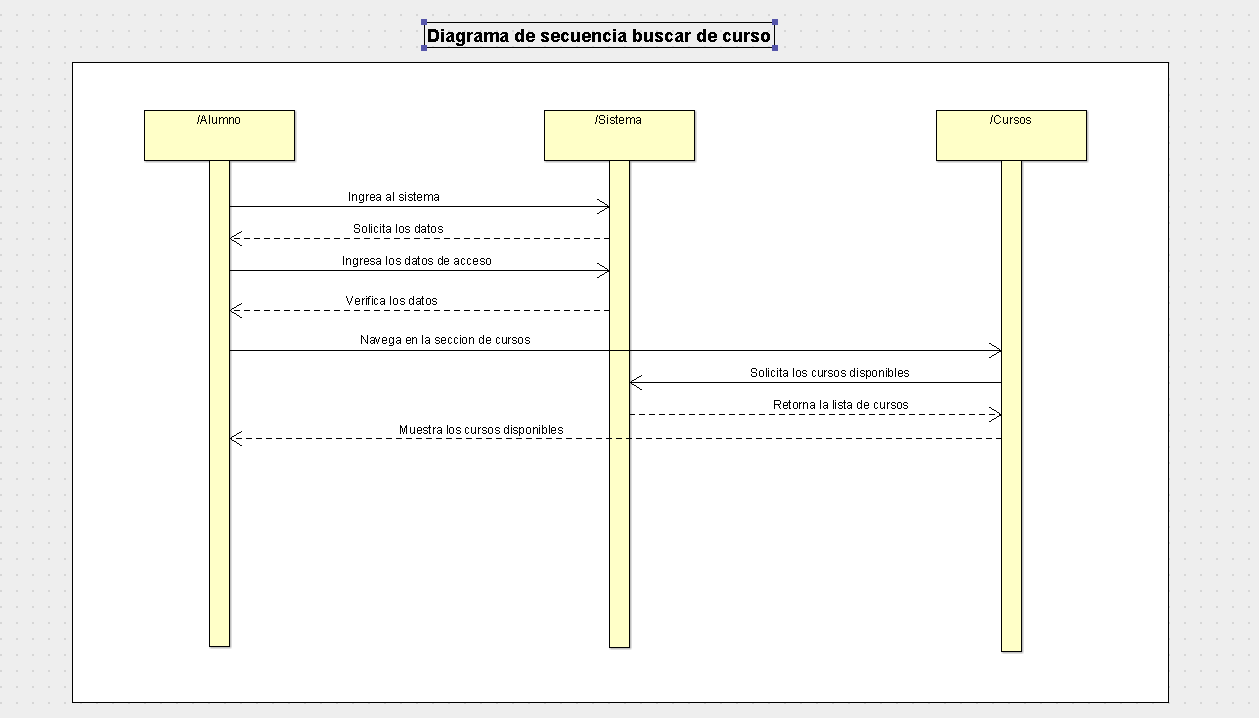 Diagrama de secuencia buscar de curso
/Alumno
/Sistema
/Cursos
Ingrea al sistema
Solicita los datos
Ingresa los datos de acceso
Verifica los datos
Navega en la seccion de cursos
Solicita los cursos disponibles
Retorna la lista de cursos
Muestra los cursos disponibles